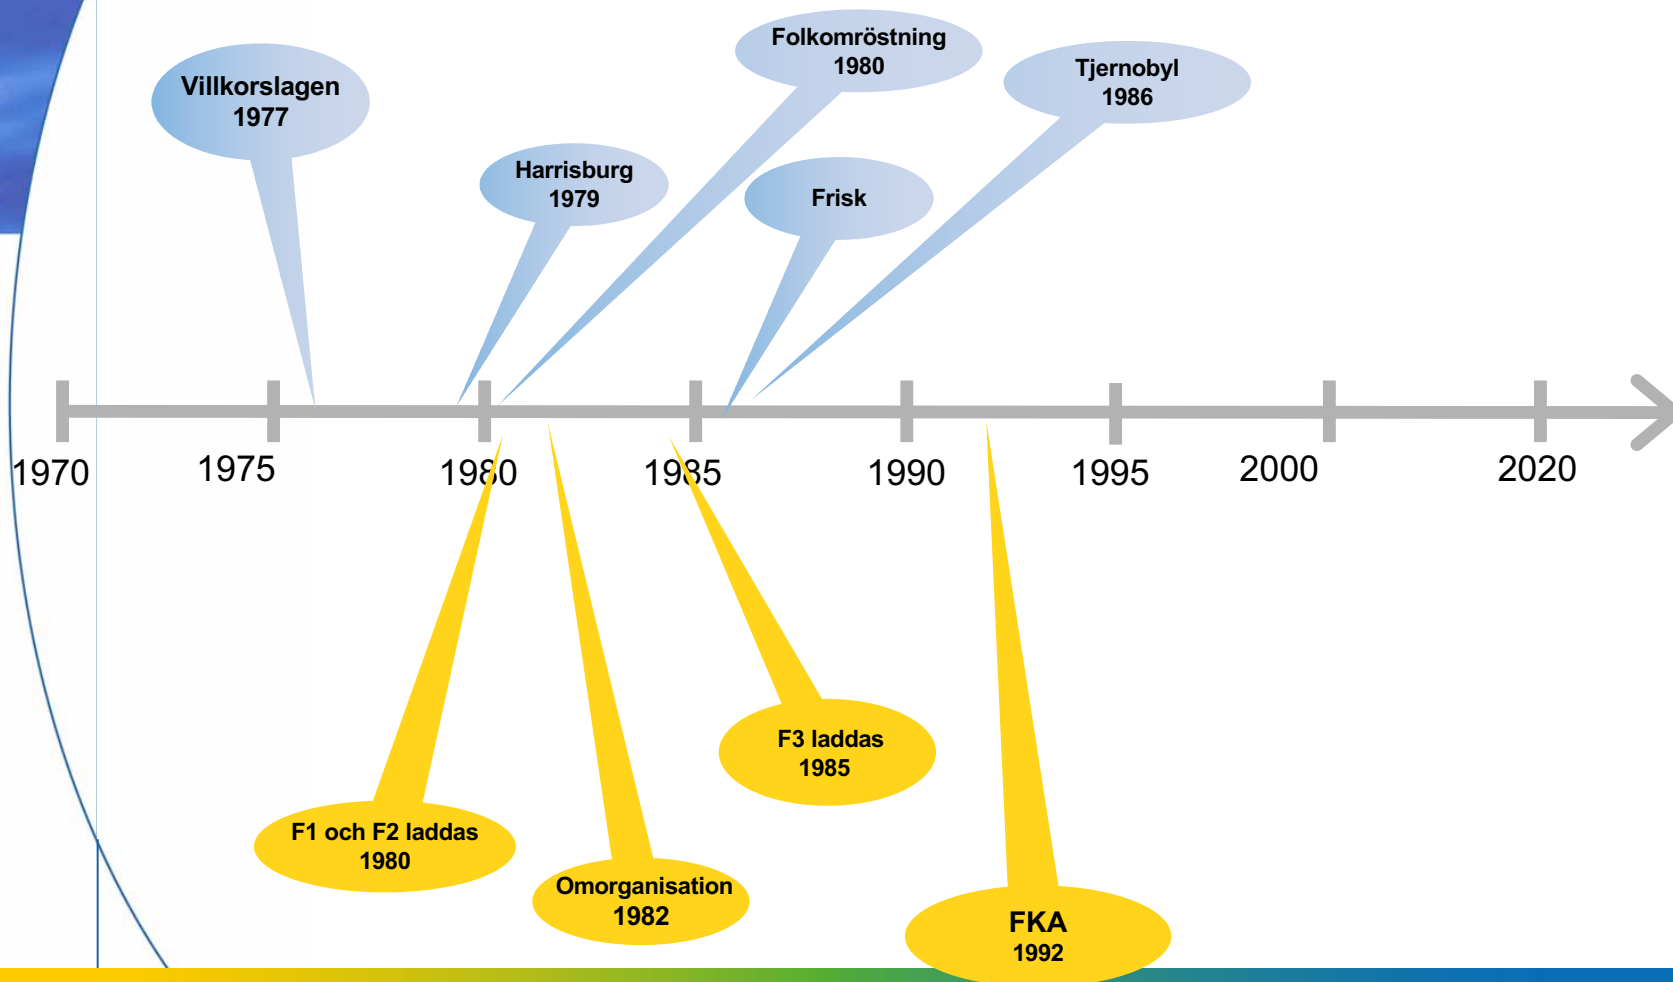 Folkomröstning
1980
Villkorslagen
1977
Tjernobyl
1986
Harrisburg
1979
Frisk
1970
1975
1980
1985
1990
1995
2000
2020
F3 laddas
1985
F1 och F2 laddas
1980
Omorganisation
1982
FKA
1992